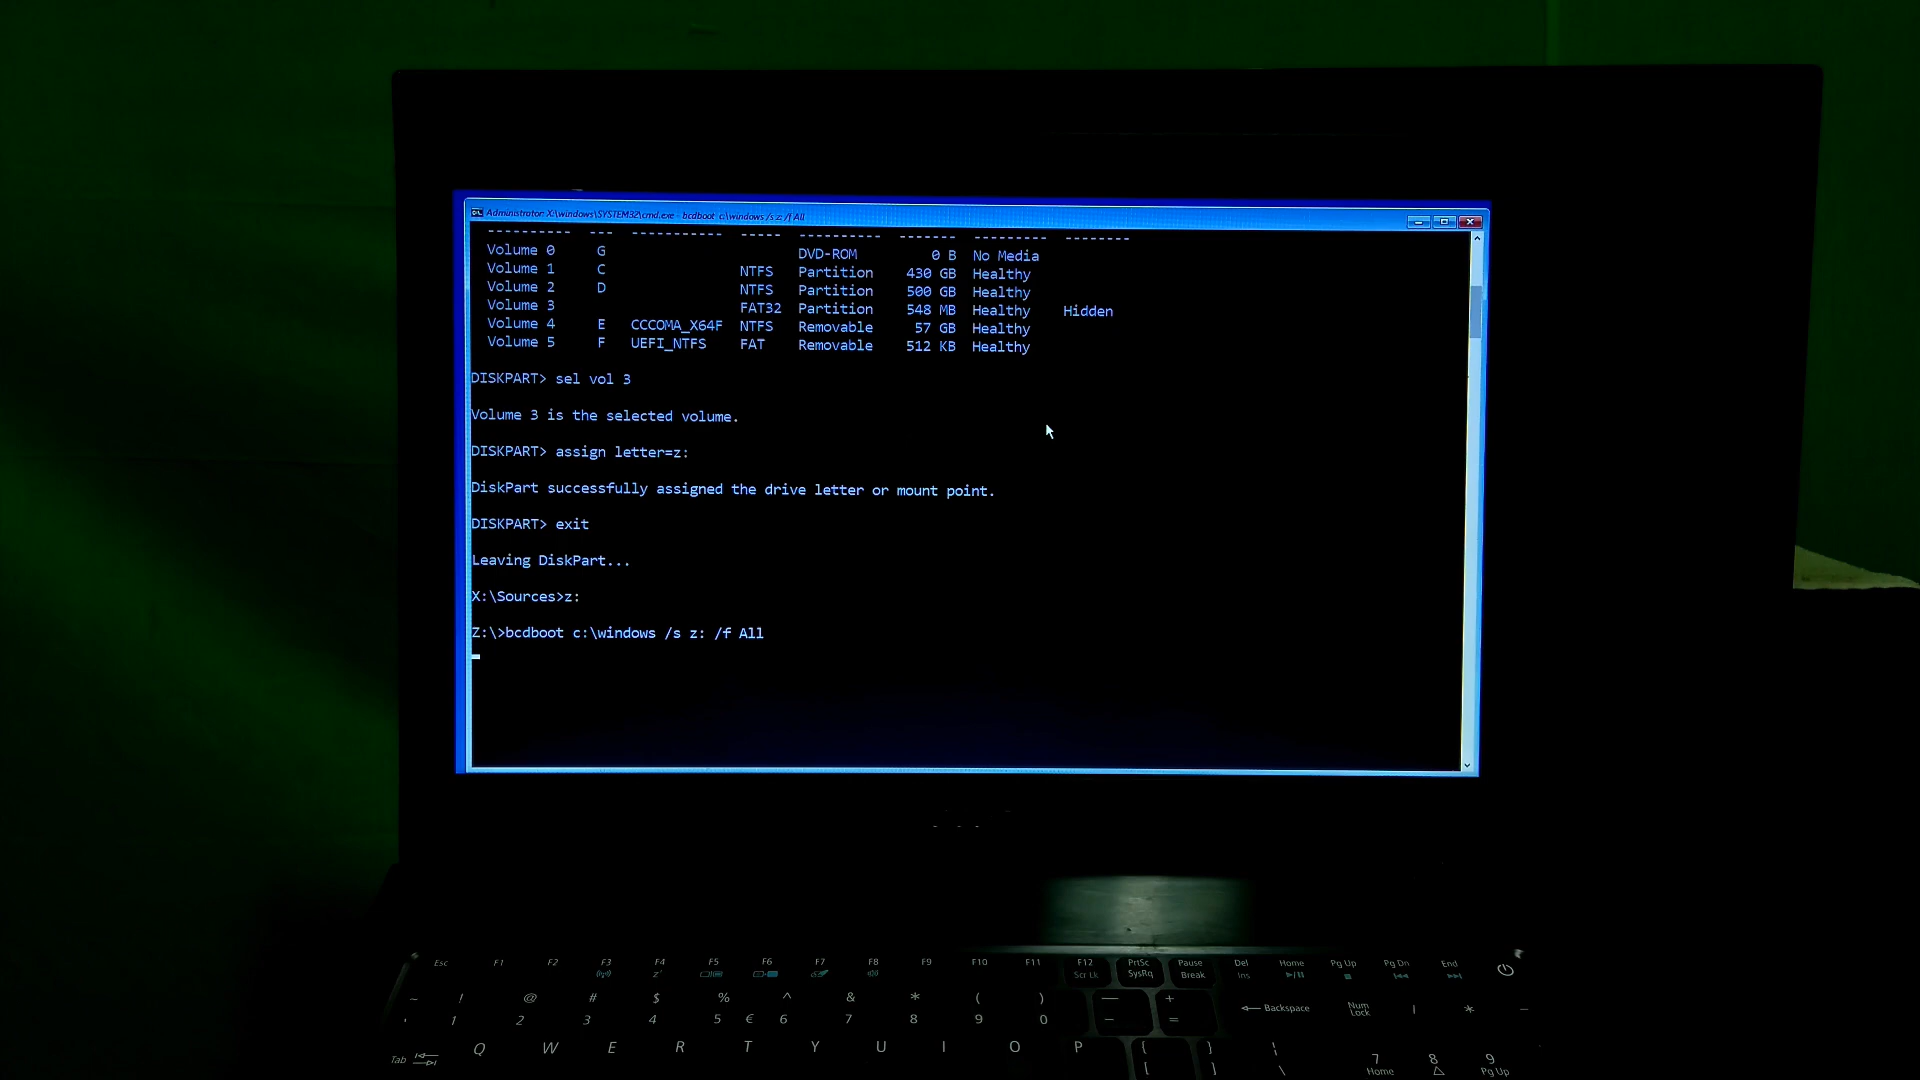 Administrator: X:\windows\SYSTEM32\cmd.exe - bcdboot c:\windows /s z: /f All
---------- --- ----------- ----- ---------- ------- --------- --------
Volume 0 G DVD-ROM 0 B No Media
Volume 1 C NTFS Partition 430 GB Healthy
Volume 2 D NTFS Partition 500 GB Healthy
Volume 3 FAT32 Partition 548 MB Healthy Hidden
Volume 4 E CCCOMA_X64F NTFS Removable 57 GB Healthy
Volume 5 F UEFI_NTFS FAT Removable 512 KB Healthy
DISKPART> sel vol 3
Volume 3 is the selected volume.
DISKPART> assign letter=z:
DiskPart successfully assigned the drive letter or mount point.
DISKPART> exit
Leaving DiskPart...
X:\Sources>z:
Z:\>bcdboot c:\windows /s z: /f All
Esc F1 F2 F3 F4 F5 F6 F7 F8 F9 F10 F11 F12 PrtSc Pause Del Home Pg Up Pg Dn End
Scr Lk SysRq Break Ins
~ ! @ # $ % ^ & * ( ) — + Backspace Num Lock / * –
' 1 2 3 4 5 € 6 7 8 9 0 – =
Tab Q W E R T Y U I O P { } ¦ 7 8 9
[ ] \ Home Pg Up